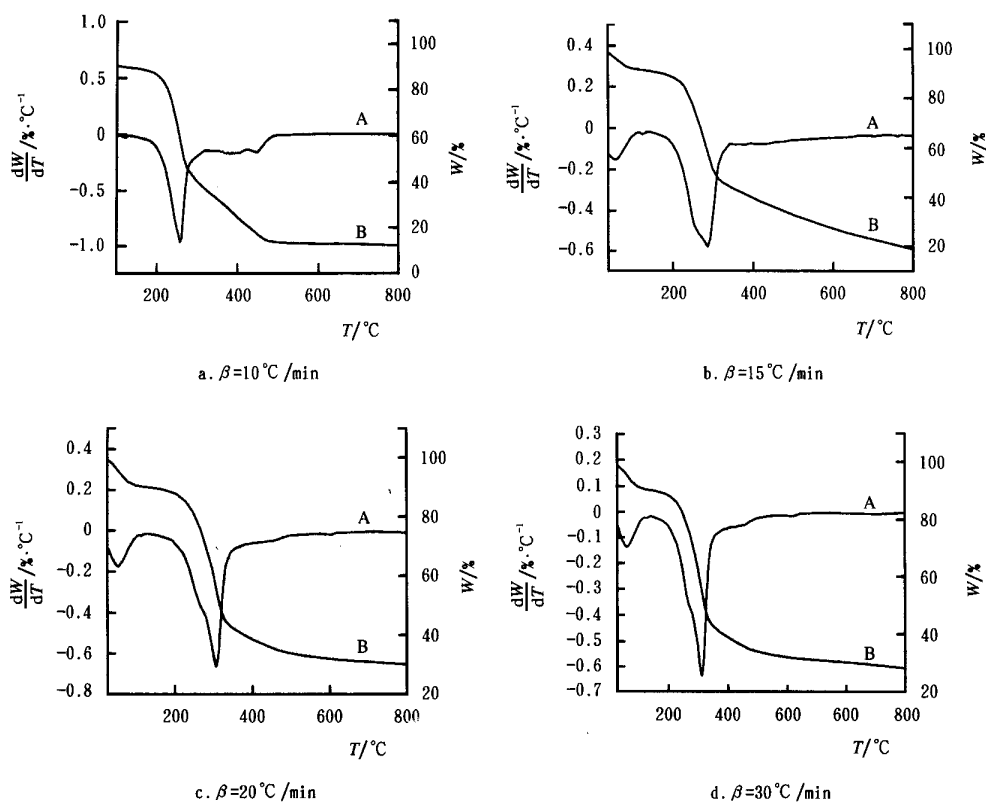 1.0
0.5
0
-0.5
-1.0
dW/dT /%·℃⁻¹
100
80
60
40
20
0
W/%
A
B
200 400 600 800
T/℃
a. β=10℃/min
0.4
0.2
0
-0.2
-0.4
-0.6
dW/dT /%·℃⁻¹
100
80
60
40
20
W/%
A
B
200 400 600 800
T/℃
b. β=15℃/min
0.4
0.2
0
-0.2
-0.4
-0.6
-0.8
dW/dT /%·℃⁻¹
100
80
60
40
20
W/%
A
B
200 400 600 800
T/℃
c. β=20℃/min
0.3
0.2
0.1
0
-0.1
-0.2
-0.3
-0.4
-0.5
-0.6
-0.7
dW/dT /%·℃⁻¹
100
80
60
40
20
W/%
A
B
200 400 600 800
T/℃
d. β=30℃/min